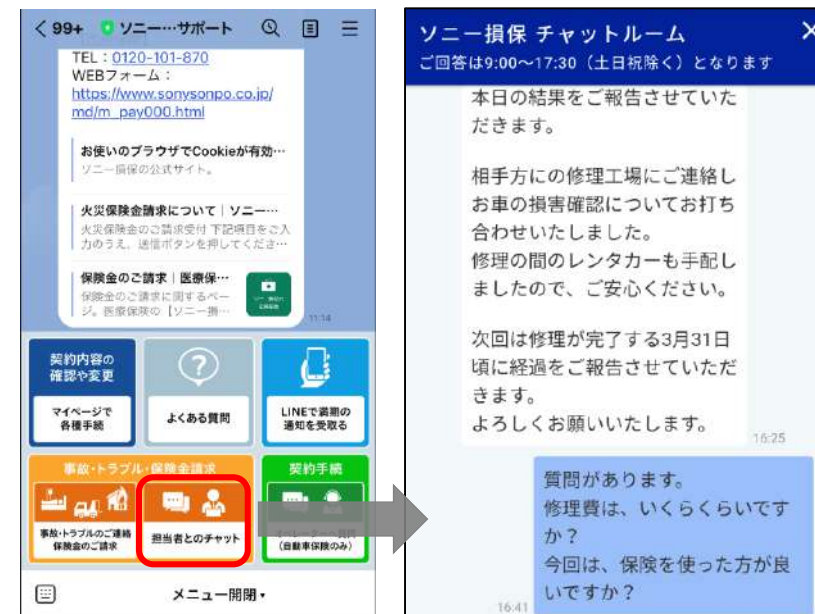 99+ ソニー…サポート
TEL：0120-101-870
WEBフォーム：
https://www.sonysonpo.co.jp/
md/m_pay000.html
お使いのブラウザでCookieが有効…
ソニー損保の公式サイト。
火災保険金請求について｜ソニー…
火災保険金のご請求受付 下記項目をご入
力のうえ、送信ボタンを押してくださ…
保険金のご請求｜医療保…
保険金のご請求に関するペー
ジ。医療保険の【ソニー損…
11:14
契約内容の
確認や変更
マイページで
各種手続
よくある質問
LINEで満期の
通知を受取る
事故・トラブル・保険金請求
事故・トラブルのご連絡
保険金のご請求
担当者とのチャット
契約手続
（自動車保険のみ）
メニュー開閉▾
ソニー損保 チャットルーム
ご回答は9:00～17:30（土日祝除く）となります
本日の結果をご報告させていた
だきます。
相手方にの修理工場にご連絡し
お車の損害確認についてお打ち
合わせいたしました。
修理の間のレンタカーも手配し
ましたので、ご安心ください。
次回は修理が完了する3月31日
頃に経過をご報告させていただ
きます。
よろしくお願いいたします。
16:25
質問があります。
修理費は、いくらくらいです
か？
今回は、保険を使った方が良
いですか？
16:41